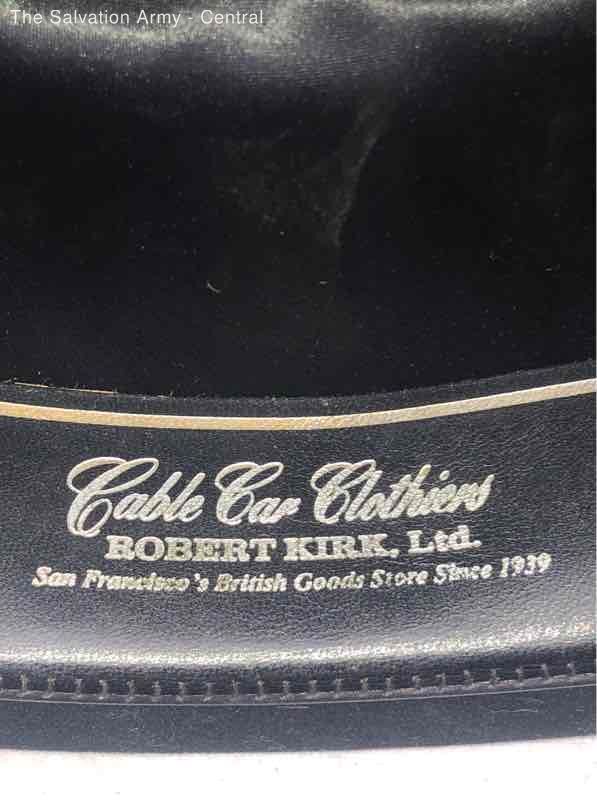 The Salvation Army - Central
Cable Car Clothiers
ROBERT KIRK, Ltd.
San Francisco's British Goods Store Since 1939